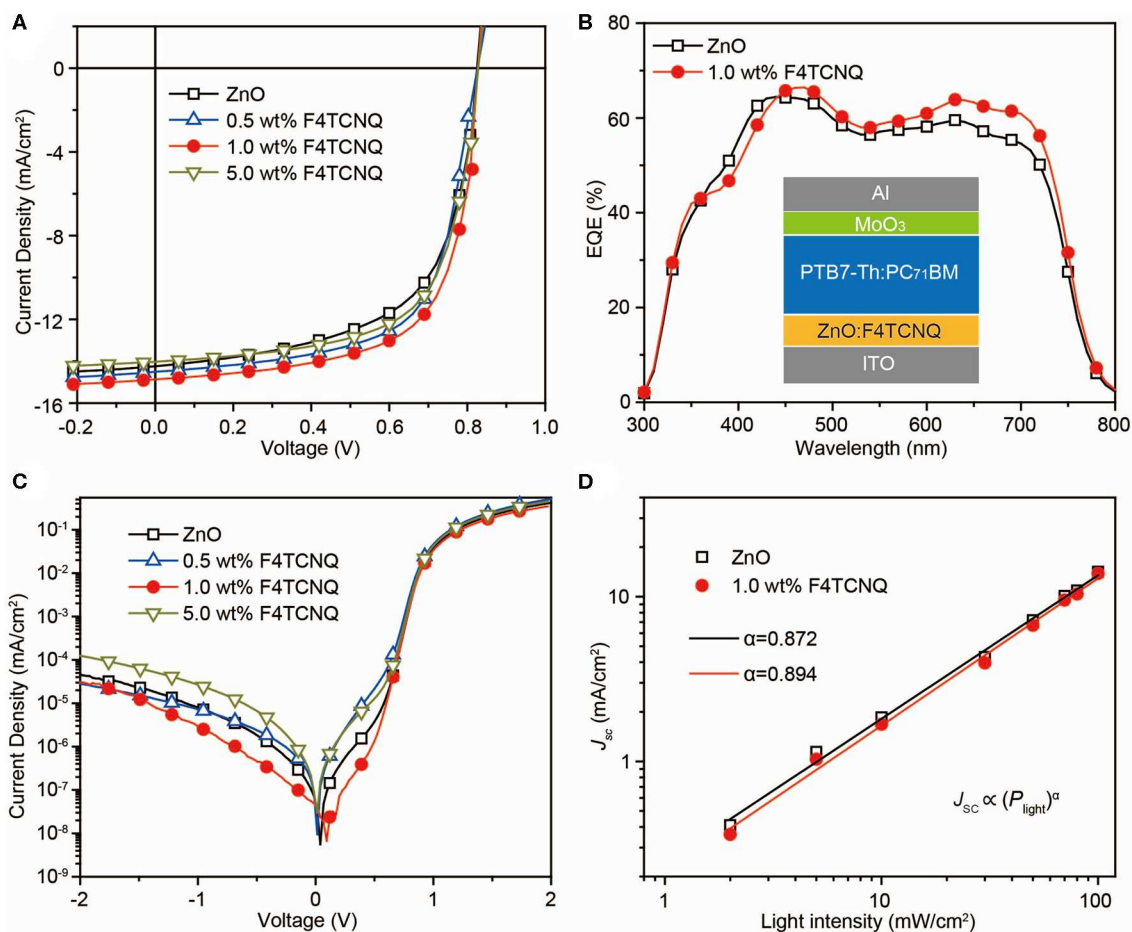 A
0
-4
-8
-12
-16
Current Density (mA/cm²)
ZnO
0.5 wt% F4TCNQ
1.0 wt% F4TCNQ
5.0 wt% F4TCNQ
-0.2 0.0 0.2 0.4 0.6 0.8 1.0
Voltage (V)
B
80
60
40
20
0
EQE (%)
ZnO
1.0 wt% F4TCNQ
Al
MoO₃
PTB7-Th:PC₇₁BM
ZnO:F4TCNQ
ITO
300 400 500 600 700 800
Wavelength (nm)
C
10⁻¹
10⁻²
10⁻³
10⁻⁴
10⁻⁵
10⁻⁶
10⁻⁷
10⁻⁸
10⁻⁹
Current Density (mA/cm²)
ZnO
0.5 wt% F4TCNQ
1.0 wt% F4TCNQ
5.0 wt% F4TCNQ
-2 -1 0 1 2
Voltage (V)
D
10
1
Jsc (mA/cm²)
ZnO
1.0 wt% F4TCNQ
α=0.872
α=0.894
JSC ∝ (Plight)^α
1 10 100
Light intensity (mW/cm²)